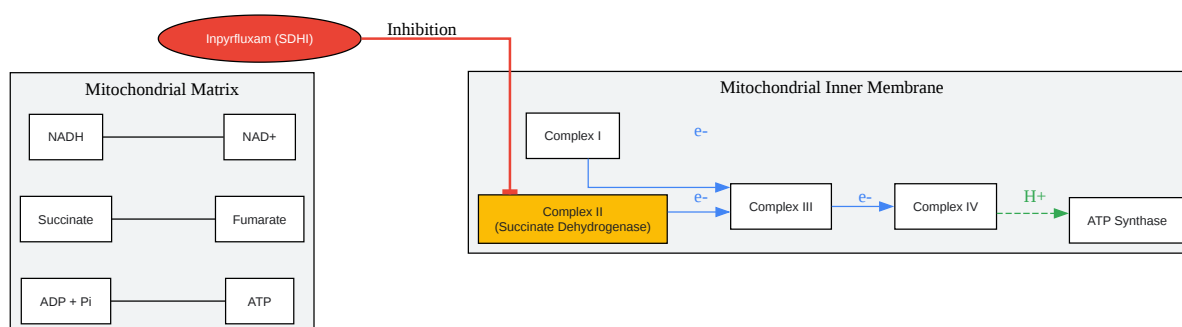 Inpyrfluxam (SDHI)
Inhibition
Mitochondrial Matrix
NADH
NAD+
Succinate
Fumarate
ADP + Pi
ATP
Mitochondrial Inner Membrane
Complex I
e-
Complex II
(Succinate Dehydrogenase)
e-
Complex III
e-
Complex IV
H+
ATP Synthase